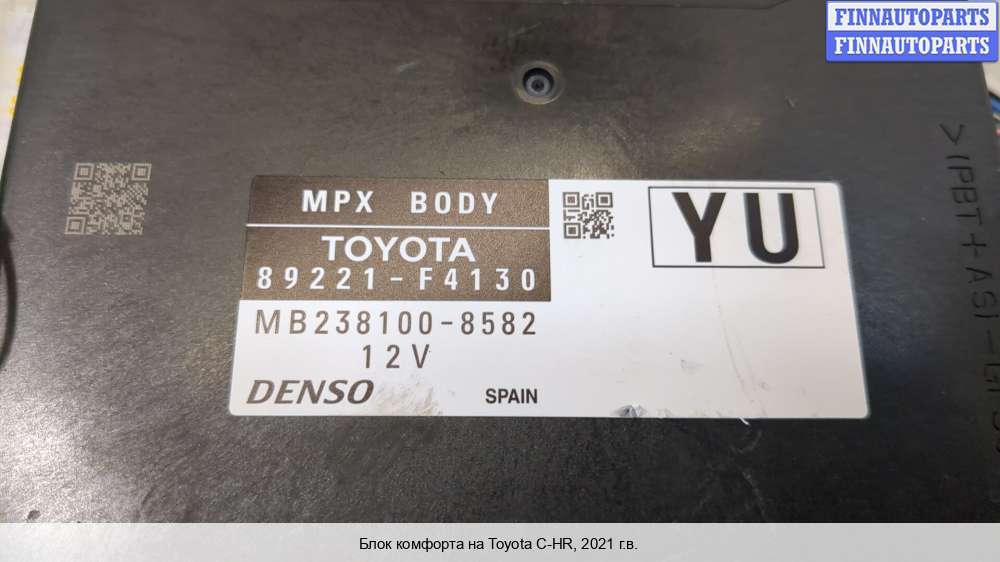 FINNAUTOPARTS
FINNAUTOPARTS
MPX BODY
YU
TOYOTA
89221-F4130
MB238100-8582
12V
DENSO
SPAIN
>(PBT+ASI-
Блок комфорта на Toyota C-HR, 2021 г.в.